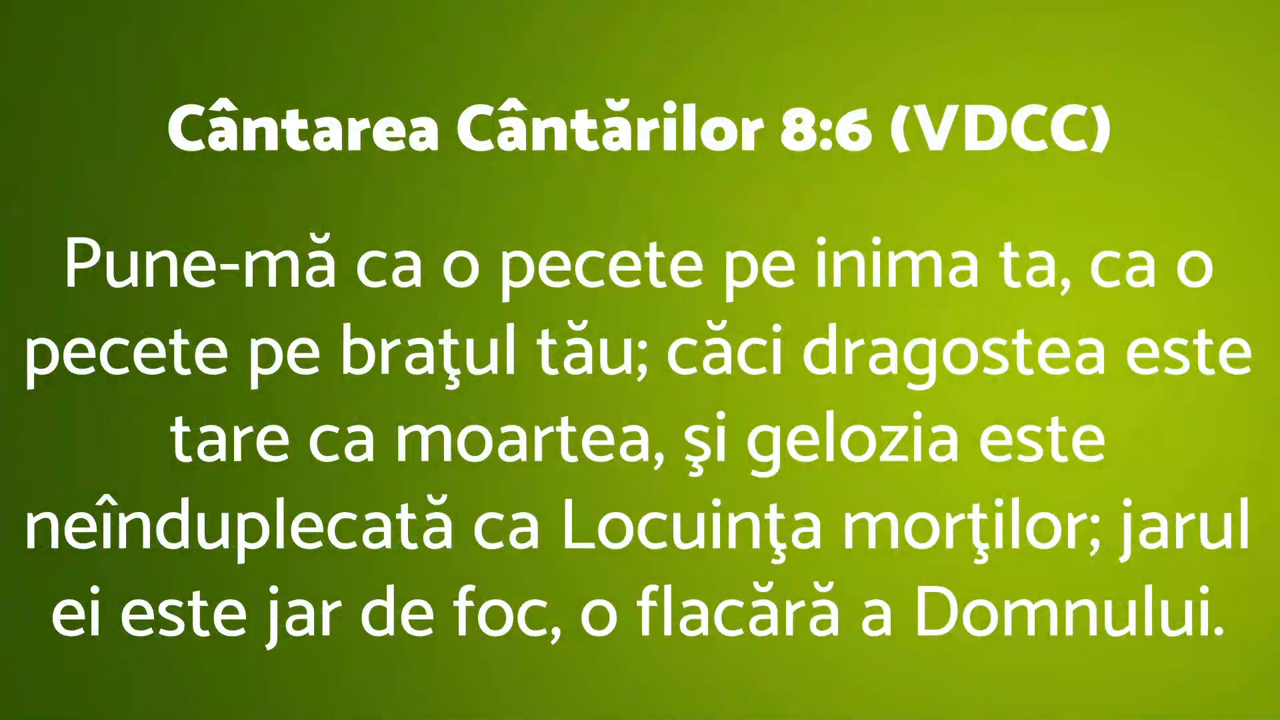 Cântarea Cântărilor 8:6 (VDCC)
Pune-mă ca o pecete pe inima ta, ca o
pecete pe braţul tău; căci dragostea este
tare ca moartea, şi gelozia este
neînduplecată ca Locuinţa morţilor; jarul
ei este jar de foc, o flacără a Domnului.